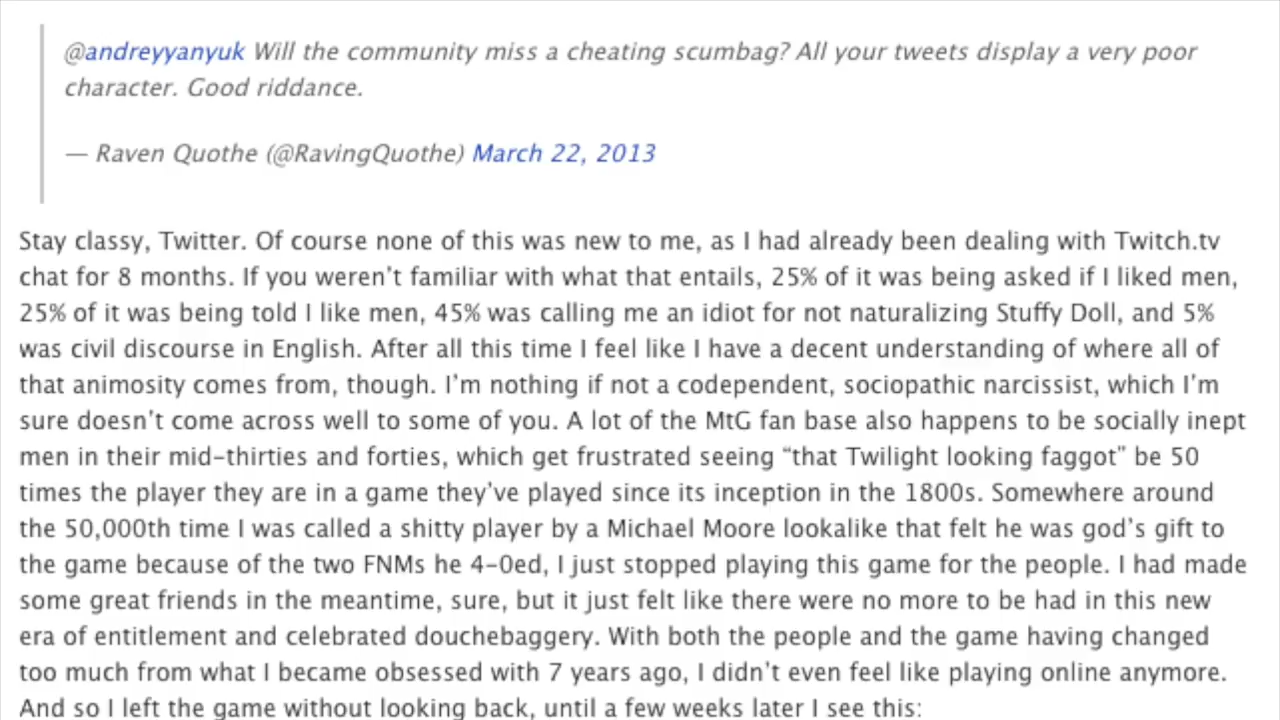 @andreyyanyuk Will the community miss a cheating scumbag? All your tweets display a very poor
character. Good riddance.
— Raven Quothe (@RavingQuothe) March 22, 2013
Stay classy, Twitter. Of course none of this was new to me, as I had already been dealing with Twitch.tv
chat for 8 months. If you weren't familiar with what that entails, 25% of it was being asked if I liked men,
25% of it was being told I like men, 45% was calling me an idiot for not naturalizing Stuffy Doll, and 5%
was civil discourse in English. After all this time I feel like I have a decent understanding of where all of
that animosity comes from, though. I'm nothing if not a codependent, sociopathic narcissist, which I'm
sure doesn't come across well to some of you. A lot of the MtG fan base also happens to be socially inept
men in their mid-thirties and forties, which get frustrated seeing “that Twilight looking faggot” be 50
times the player they are in a game they've played since its inception in the 1800s. Somewhere around
the 50,000th time I was called a shitty player by a Michael Moore lookalike that felt he was god's gift to
the game because of the two FNMs he 4-0ed, I just stopped playing this game for the people. I had made
some great friends in the meantime, sure, but it just felt like there were no more to be had in this new
era of entitlement and celebrated douchebaggery. With both the people and the game having changed
too much from what I became obsessed with 7 years ago, I didn't even feel like playing online anymore.
And so I left the game without looking back, until a few weeks later I see this: